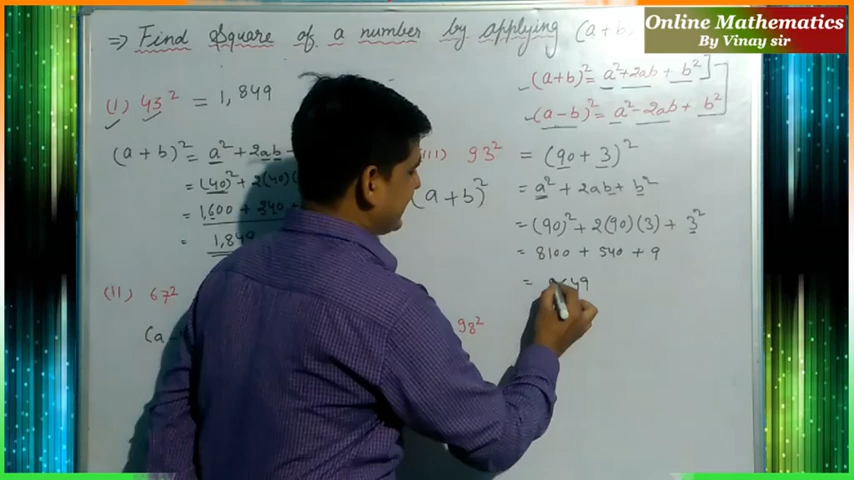 Online Mathematics
By Vinay sir
⇒ Find Square of a number by applying (a+b)
(a+b)² = a²+2ab+b²
(a-b)² = a²-2ab+b²
(I) 43² = 1,849
(a+b)² = a² + 2ab
= (40)² + 2(40)(
= 1,600 + 240 +
= 1,849
(II) 67²
(a-
(III) 93² = (90+3)²
(a+b)²
= a² + 2ab + b²
= (90)² + 2(90)(3) + 3²
= 8100 + 540 + 9
= 49
98²